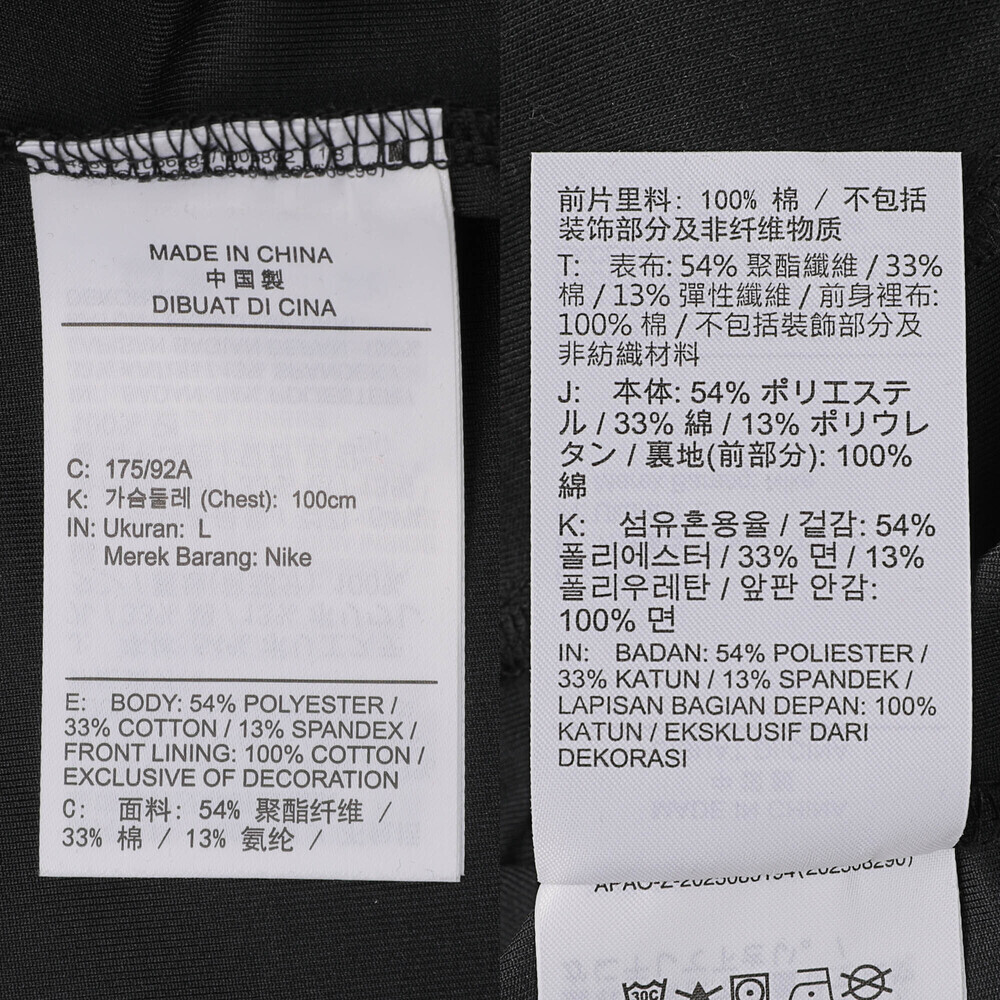 MADE IN CHINA
中国製
DIBUAT DI CINA
C: 175/92A
K: 가슴둘레 (Chest): 100cm
IN: Ukuran: L
Merek Barang: Nike
E: BODY: 54% POLYESTER /
33% COTTON / 13% SPANDEX /
FRONT LINING: 100% COTTON /
EXCLUSIVE OF DECORATION
C: 面料: 54% 聚酯纤维 /
33% 棉 / 13% 氨纶 /
前片里料: 100% 棉 / 不包括
装饰部分及非纤维物质
T: 表布: 54% 聚酯纖維 / 33%
棉 / 13% 彈性纖維 / 前身裡布:
100% 棉 / 不包括裝飾部分及
非紡織材料
J: 本体: 54% ポリエステ
ル / 33% 綿 / 13% ポリウレ
タン / 裏地(前部分): 100%
綿
K: 섬유혼용율 / 겉감: 54%
폴리에스터 / 33% 면 / 13%
폴리우레탄 / 앞판 안감:
100% 면
IN: BADAN: 54% POLIESTER /
33% KATUN / 13% SPANDEK /
LAPISAN BAGIAN DEPAN: 100%
KATUN / EKSKLUSIF DARI
DEKORASI
30C